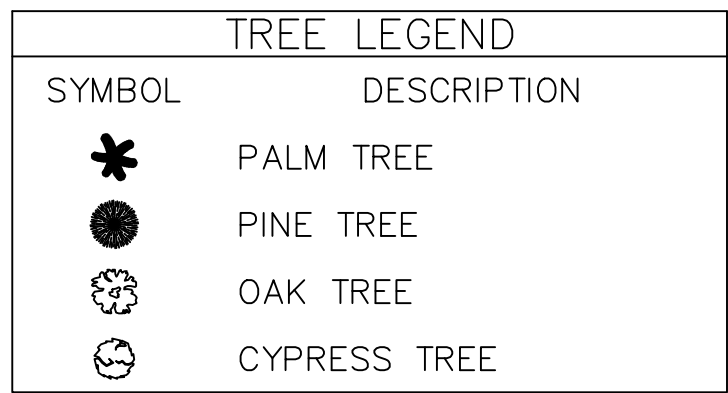 TREE LEGEND
SYMBOL DESCRIPTION
PALM TREE
PINE TREE
OAK TREE
CYPRESS TREE